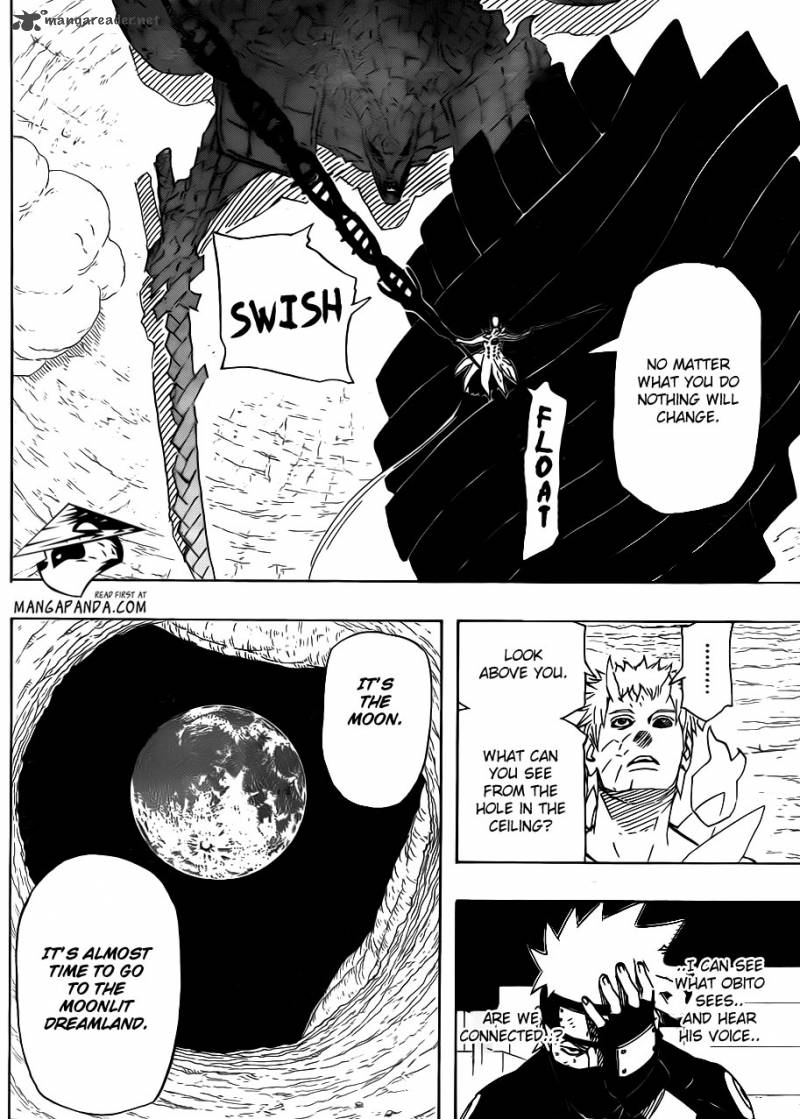 mangareader.net
NO MATTER
WHAT YOU DO
NOTHING WILL
CHANGE.
SWISH
FLOAT
READ FIRST AT
MANGAPANDA.COM
.........
LOOK
ABOVE YOU.
WHAT CAN
YOU SEE
FROM THE
HOLE IN THE
CEILING?
IT'S
THE
MOON.
IT'S ALMOST
TIME TO GO
TO THE
MOONLIT
DREAMLAND.
..I CAN SEE
WHAT OBITO
SEES..
AND HEAR
HIS VOICE..
ARE WE
CONNECTED..?